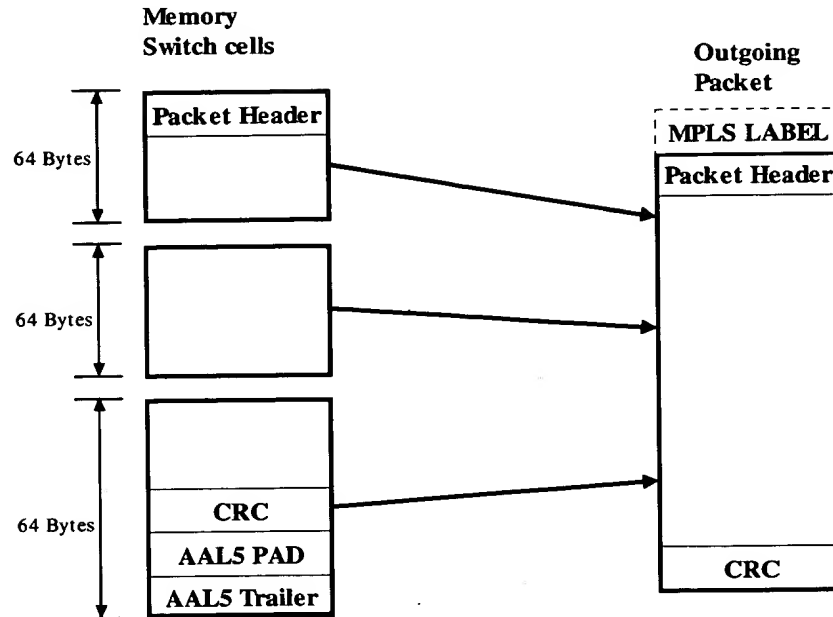 Memory
Switch cells
Packet Header
64 Bytes
64 Bytes
CRC
AAL5 PAD
AAL5 Trailer
64 Bytes
Outgoing
Packet
MPLS LABEL
Packet Header
CRC